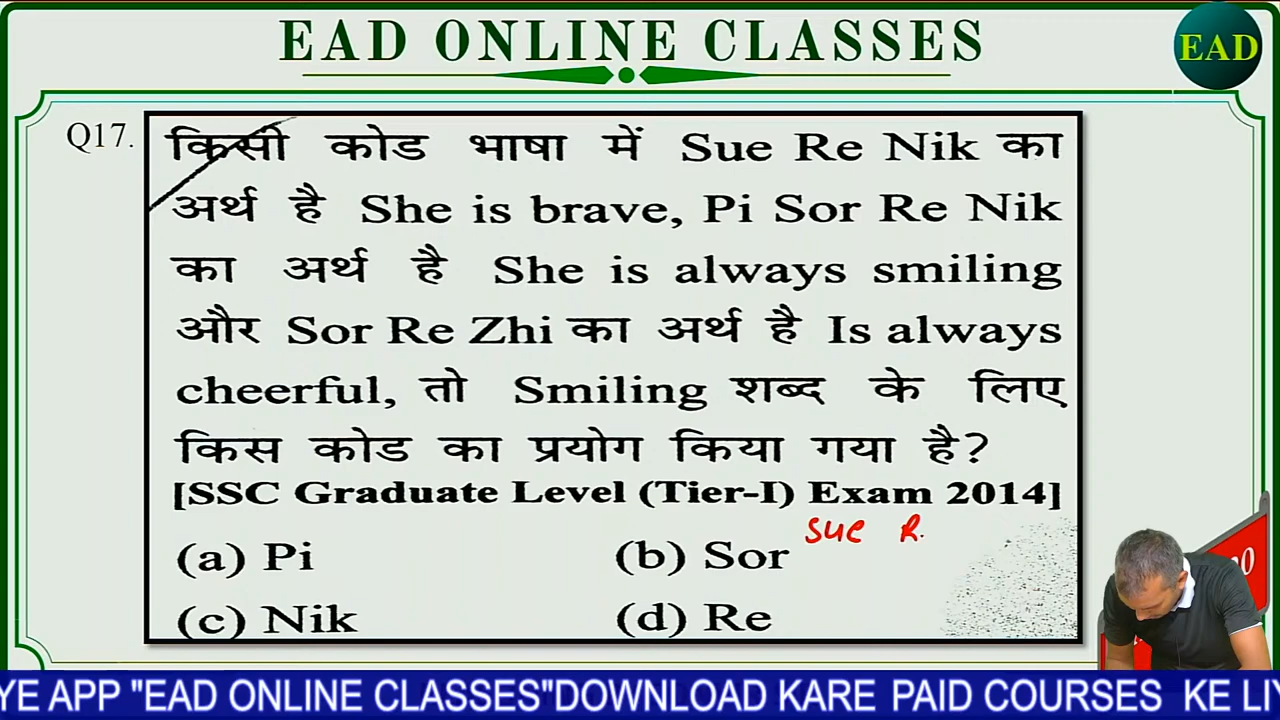 EAD ONLINE CLASSES
EAD
Q17.
किसी कोड भाषा में Sue Re Nik का
अर्थ है She is brave, Pi Sor Re Nik
का अर्थ है She is always smiling
और Sor Re Zhi का अर्थ है Is always
cheerful, तो Smiling शब्द के लिए
किस कोड का प्रयोग किया गया है?
[SSC Graduate Level (Tier-I) Exam 2014]
sue R
(a) Pi (b) Sor
(c) Nik (d) Re
YE APP "EAD ONLINE CLASSES"DOWNLOAD KARE PAID COURSES KE LIY